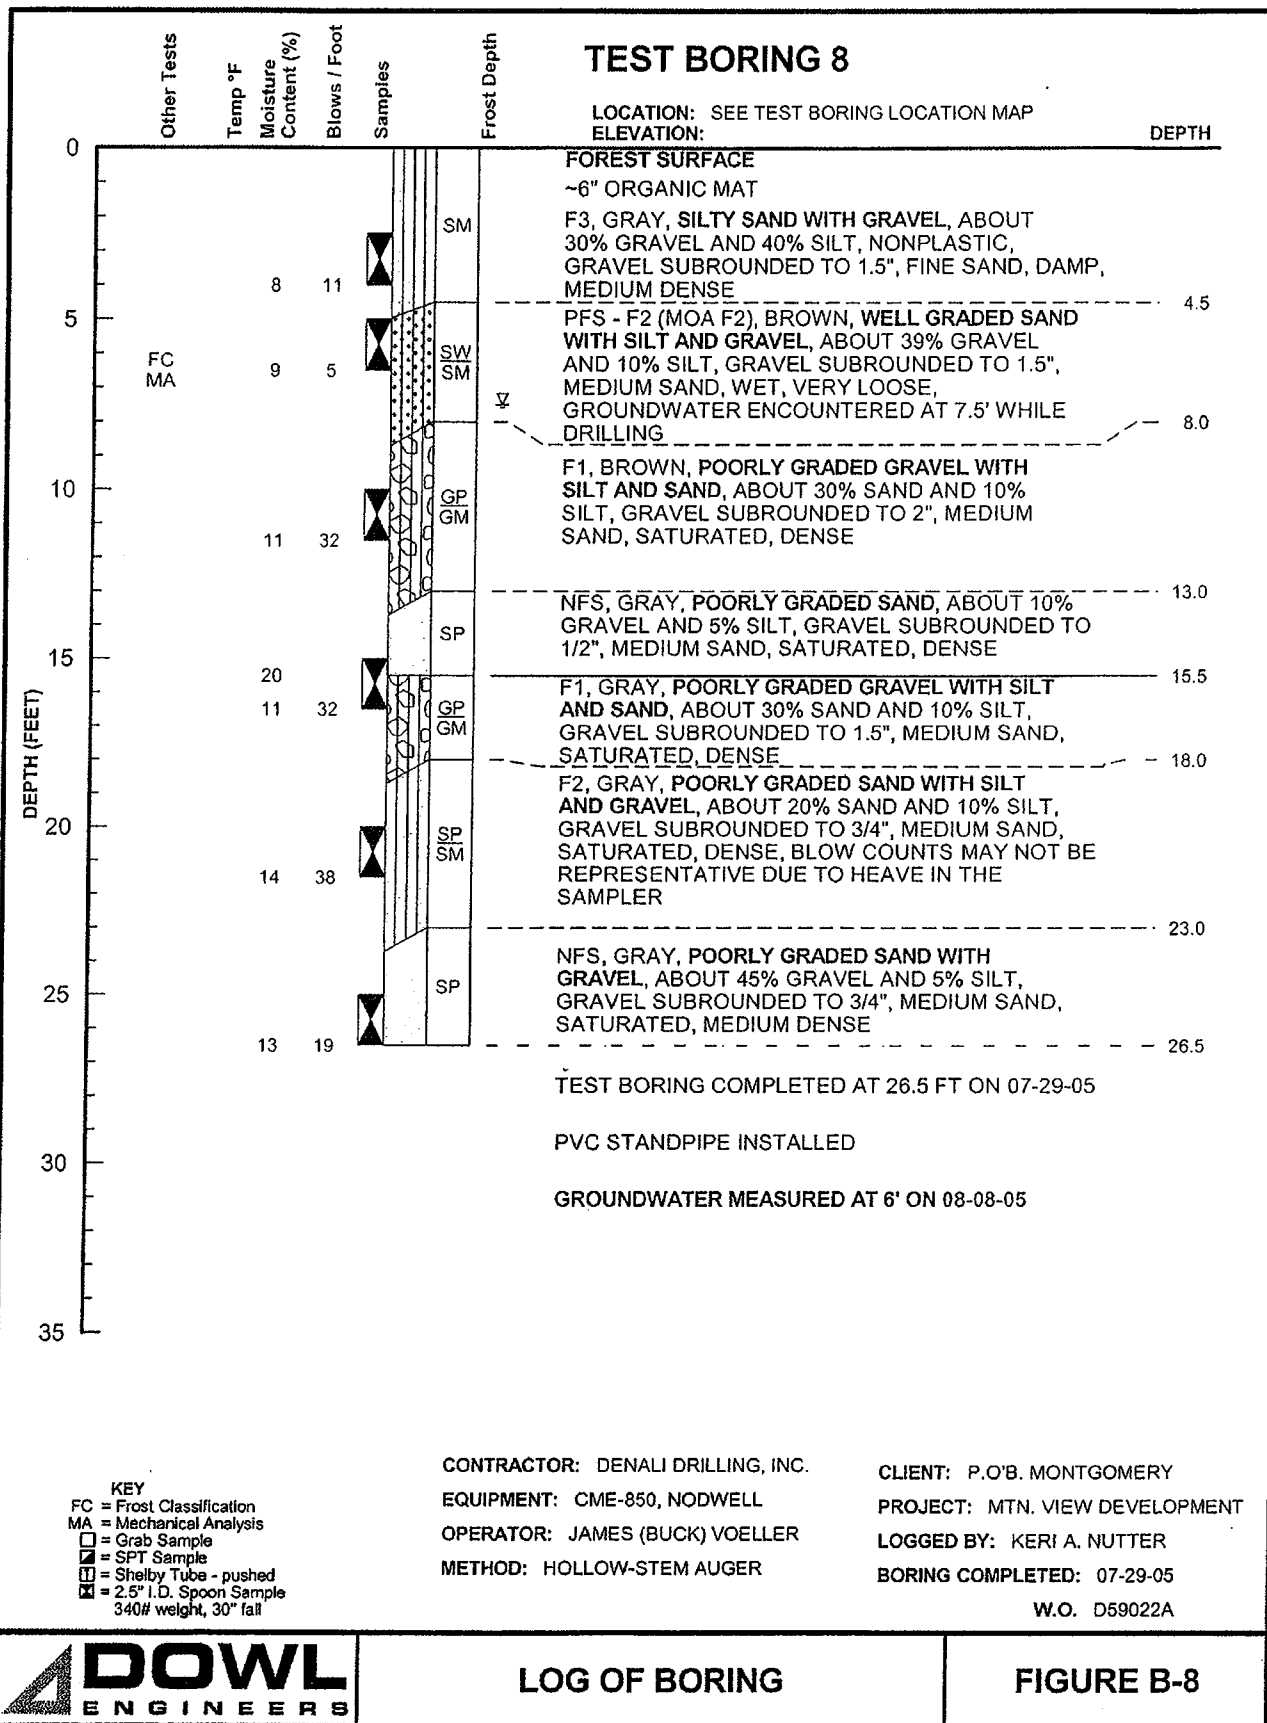 Other Tests
Temp °F
Moisture
Content (%)
Blows / Foot
Samples
Frost Depth
TEST BORING 8
LOCATION: SEE TEST BORING LOCATION MAP
ELEVATION:
DEPTH
0
FOREST SURFACE
~6" ORGANIC MAT
F3, GRAY, SILTY SAND WITH GRAVEL, ABOUT
30% GRAVEL AND 40% SILT, NONPLASTIC,
GRAVEL SUBROUNDED TO 1.5", FINE SAND, DAMP,
MEDIUM DENSE
SM
8 11
4.5
5
PFS - F2 (MOA F2), BROWN, WELL GRADED SAND
WITH SILT AND GRAVEL, ABOUT 39% GRAVEL
AND 10% SILT, GRAVEL SUBROUNDED TO 1.5",
MEDIUM SAND, WET, VERY LOOSE,
GROUNDWATER ENCOUNTERED AT 7.5' WHILE
DRILLING
FC
MA
9 5
SW
SM
8.0
F1, BROWN, POORLY GRADED GRAVEL WITH
SILT AND SAND, ABOUT 30% SAND AND 10%
SILT, GRAVEL SUBROUNDED TO 2", MEDIUM
SAND, SATURATED, DENSE
10
GP
GM
11 32
13.0
NFS, GRAY, POORLY GRADED SAND, ABOUT 10%
GRAVEL AND 5% SILT, GRAVEL SUBROUNDED TO
1/2", MEDIUM SAND, SATURATED, DENSE
SP
15
20
15.5
F1, GRAY, POORLY GRADED GRAVEL WITH SILT
AND SAND, ABOUT 30% SAND AND 10% SILT,
GRAVEL SUBROUNDED TO 1.5", MEDIUM SAND,
SATURATED, DENSE
11 32
GP
GM
18.0
DEPTH (FEET)
F2, GRAY, POORLY GRADED SAND WITH SILT
AND GRAVEL, ABOUT 20% SAND AND 10% SILT,
GRAVEL SUBROUNDED TO 3/4", MEDIUM SAND,
SATURATED, DENSE, BLOW COUNTS MAY NOT BE
REPRESENTATIVE DUE TO HEAVE IN THE
SAMPLER
20
SP
SM
14 38
23.0
NFS, GRAY, POORLY GRADED SAND WITH
GRAVEL, ABOUT 45% GRAVEL AND 5% SILT,
GRAVEL SUBROUNDED TO 3/4", MEDIUM SAND,
SATURATED, MEDIUM DENSE
SP
25
13 19
26.5
TEST BORING COMPLETED AT 26.5 FT ON 07-29-05
PVC STANDPIPE INSTALLED
30
GROUNDWATER MEASURED AT 6' ON 08-08-05
35
KEY
FC = Frost Classification
MA = Mechanical Analysis
= Grab Sample
= SPT Sample
= Shelby Tube - pushed
= 2.5" I.D. Spoon Sample
340# weight, 30" fall
CONTRACTOR: DENALI DRILLING, INC.
EQUIPMENT: CME-850, NODWELL
OPERATOR: JAMES (BUCK) VOELLER
METHOD: HOLLOW-STEM AUGER
CLIENT: P.O'B. MONTGOMERY
PROJECT: MTN. VIEW DEVELOPMENT
LOGGED BY: KERI A. NUTTER
BORING COMPLETED: 07-29-05
W.O. D59022A
DOWL
ENGINEERS
LOG OF BORING
FIGURE B-8